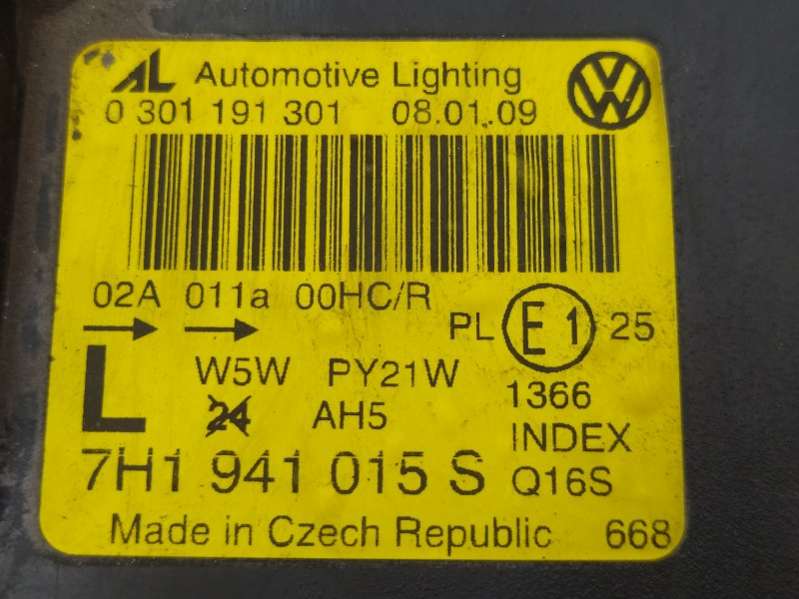 AL Automotive Lighting
0 301 191 301 08.01.09
02A 011a 00HC/R
PL E1 25
L W5W PY21W
1366
24 AH5
INDEX
7H1 941 015 S Q16S
Made in Czech Republic 668